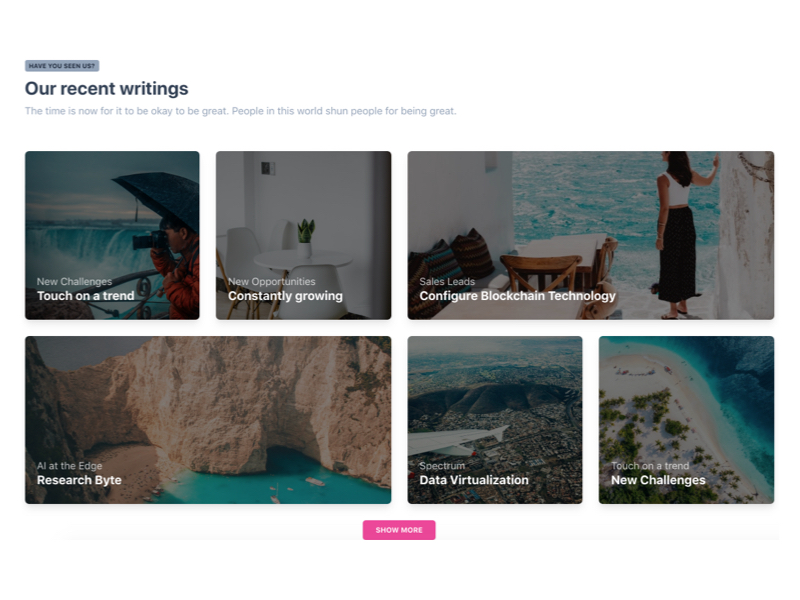 HAVE YOU SEEN US?
Our recent writings
The time is now for it to be okay to be great. People in this world shun people for being great.
New Challenges
Touch on a trend
New Opportunities
Constantly growing
Sales Leads
Configure Blockchain Technology
AI at the Edge
Research Byte
Spectrum
Data Virtualization
Touch on a trend
New Challenges
SHOW MORE